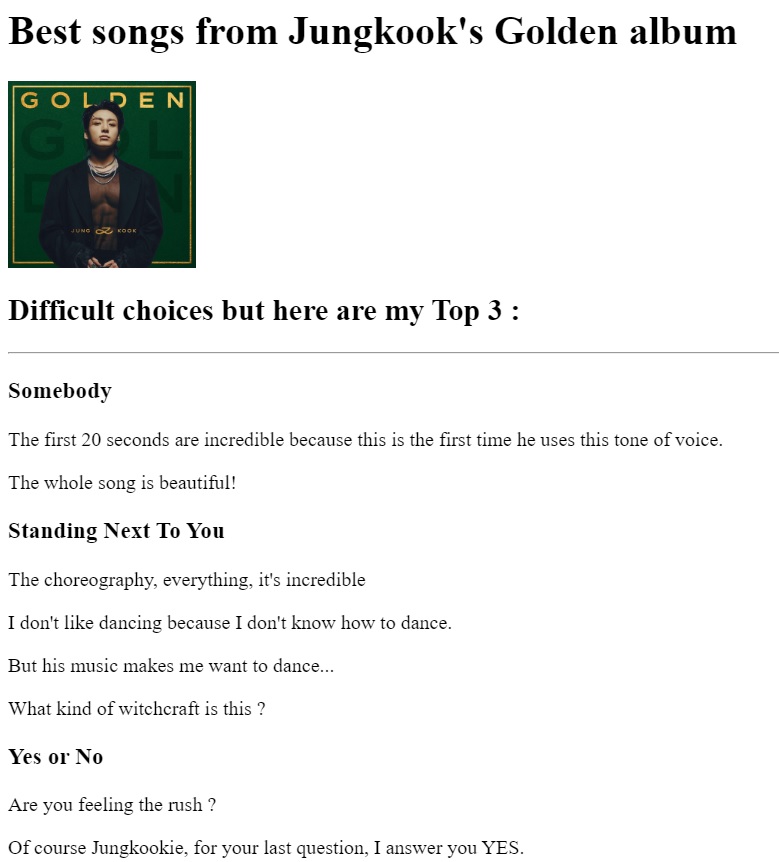 Best songs from Jungkook's Golden album
GOLDEN
GOL
DEN
JUNG KOOK
Difficult choices but here are my Top 3 :
Somebody
The first 20 seconds are incredible because this is the first time he uses this tone of voice.
The whole song is beautiful!
Standing Next To You
The choreography, everything, it's incredible
I don't like dancing because I don't know how to dance.
But his music makes me want to dance...
What kind of witchcraft is this ?
Yes or No
Are you feeling the rush ?
Of course Jungkookie, for your last question, I answer you YES.